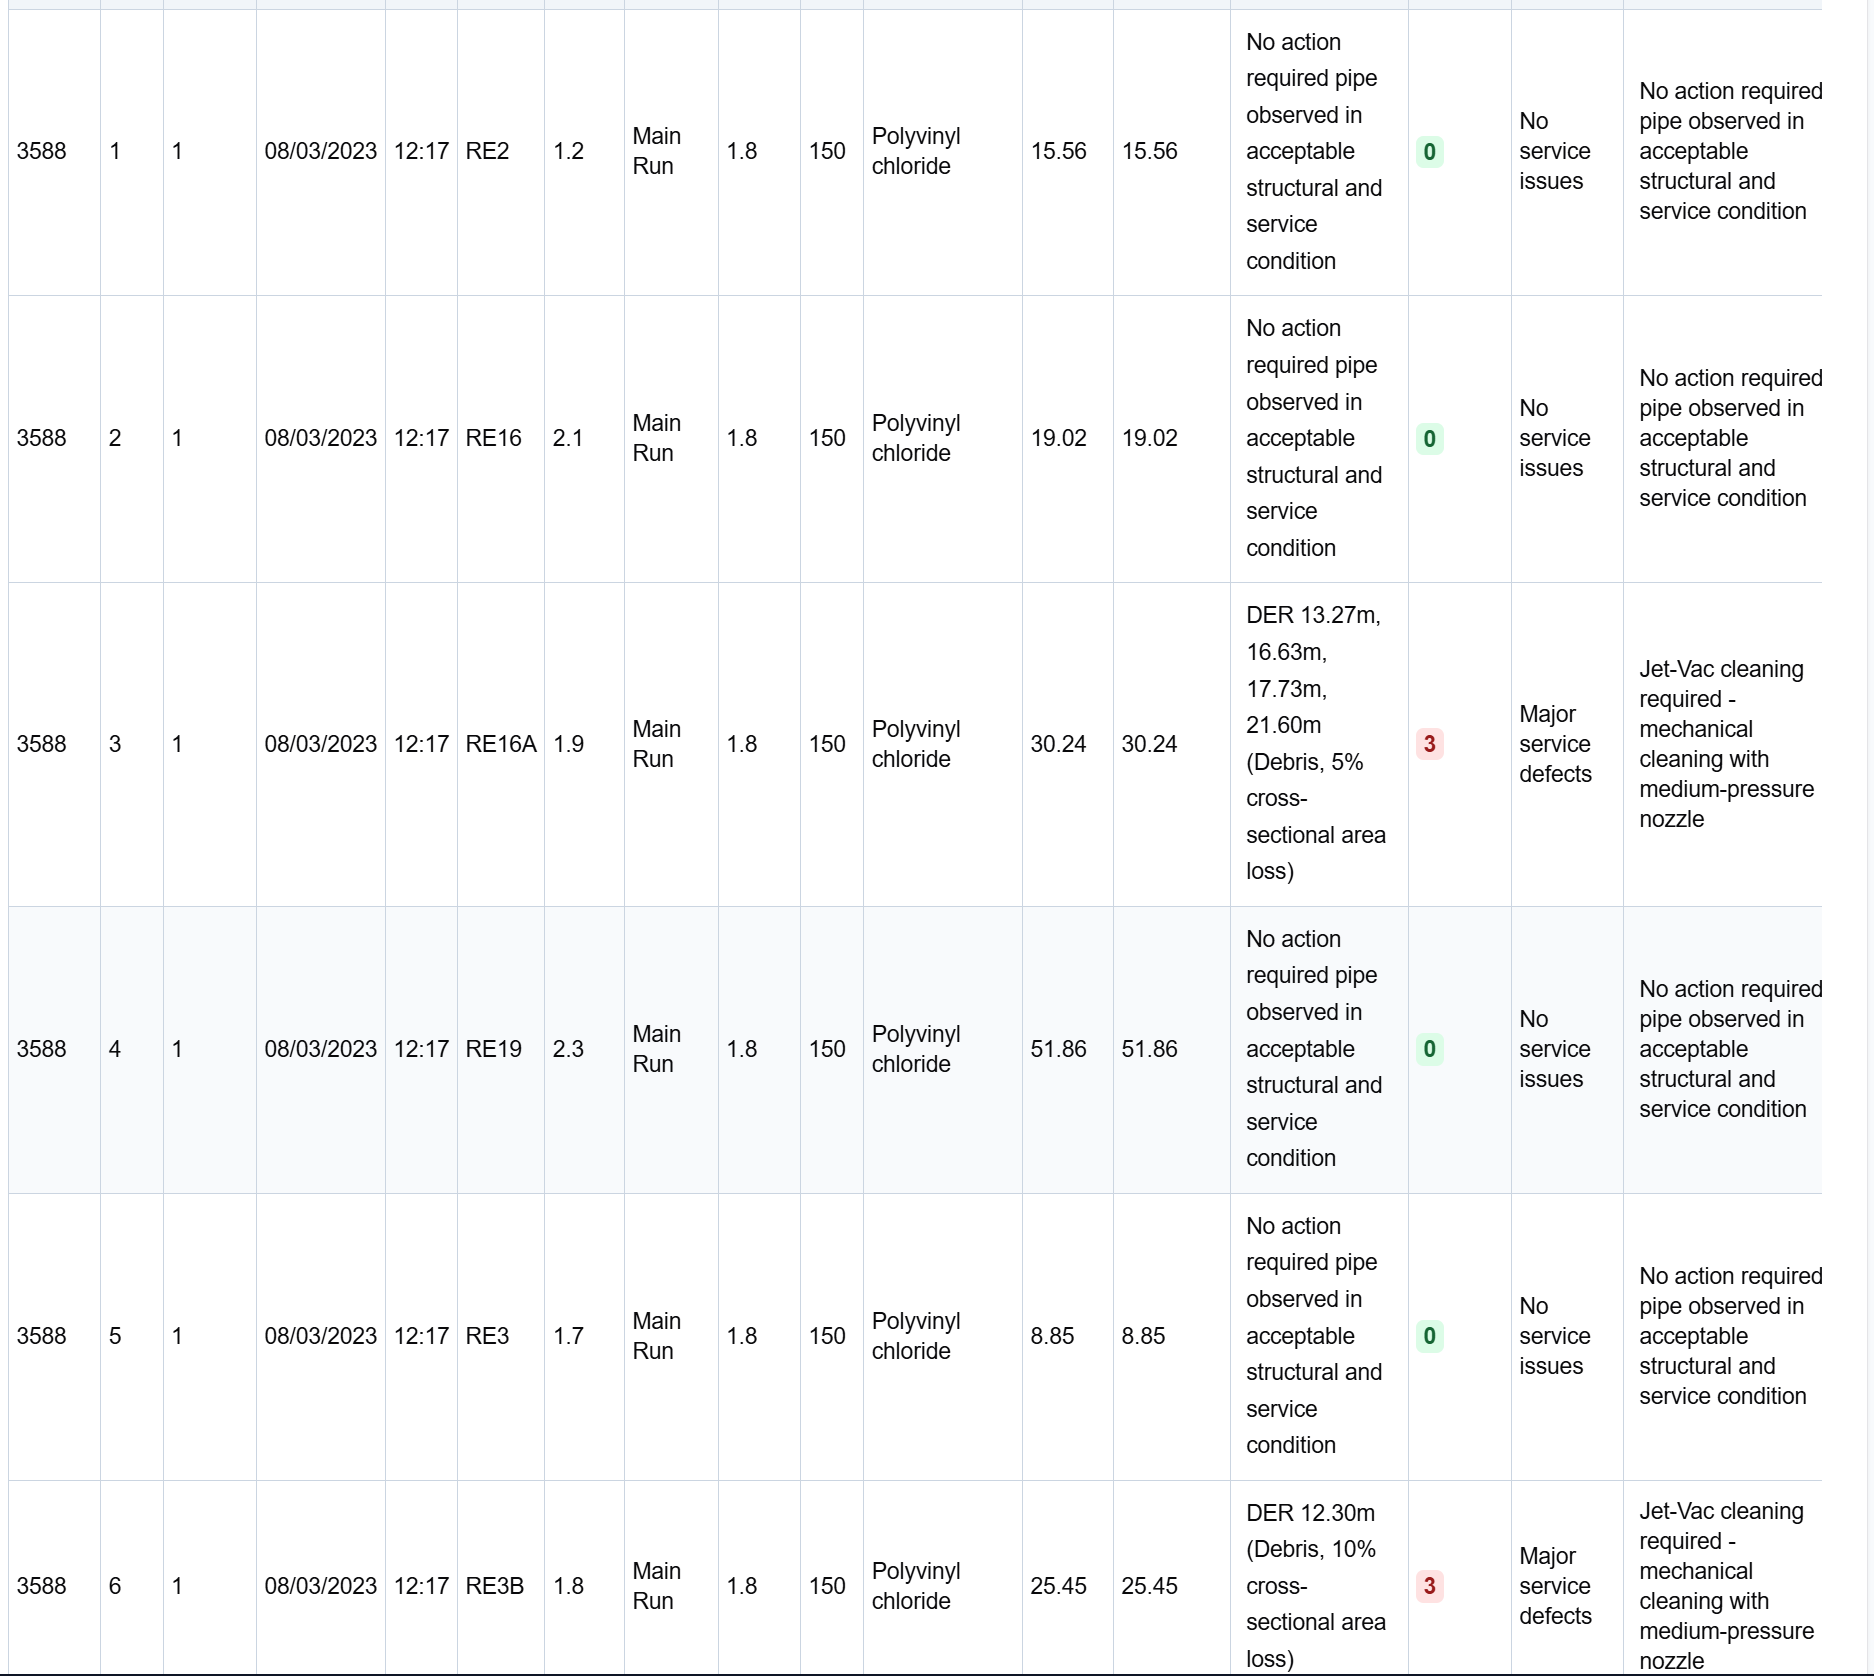 3588 1 1 08/03/2023 12:17 RE2 1.2 Main Run 1.8 150 Polyvinyl chloride 15.56 15.56 No action required pipe observed in acceptable structural and service condition 0 No service issues No action required pipe observed in acceptable structural and service condition
3588 2 1 08/03/2023 12:17 RE16 2.1 Main Run 1.8 150 Polyvinyl chloride 19.02 19.02 No action required pipe observed in acceptable structural and service condition 0 No service issues No action required pipe observed in acceptable structural and service condition
3588 3 1 08/03/2023 12:17 RE16A 1.9 Main Run 1.8 150 Polyvinyl chloride 30.24 30.24 DER 13.27m, 16.63m, 17.73m, 21.60m (Debris, 5% cross-sectional area loss) 3 Major service defects Jet-Vac cleaning required - mechanical cleaning with medium-pressure nozzle
3588 4 1 08/03/2023 12:17 RE19 2.3 Main Run 1.8 150 Polyvinyl chloride 51.86 51.86 No action required pipe observed in acceptable structural and service condition 0 No service issues No action required pipe observed in acceptable structural and service condition
3588 5 1 08/03/2023 12:17 RE3 1.7 Main Run 1.8 150 Polyvinyl chloride 8.85 8.85 No action required pipe observed in acceptable structural and service condition 0 No service issues No action required pipe observed in acceptable structural and service condition
3588 6 1 08/03/2023 12:17 RE3B 1.8 Main Run 1.8 150 Polyvinyl chloride 25.45 25.45 DER 12.30m (Debris, 10% cross-sectional area loss) 3 Major service defects Jet-Vac cleaning required - mechanical cleaning with medium-pressure nozzle